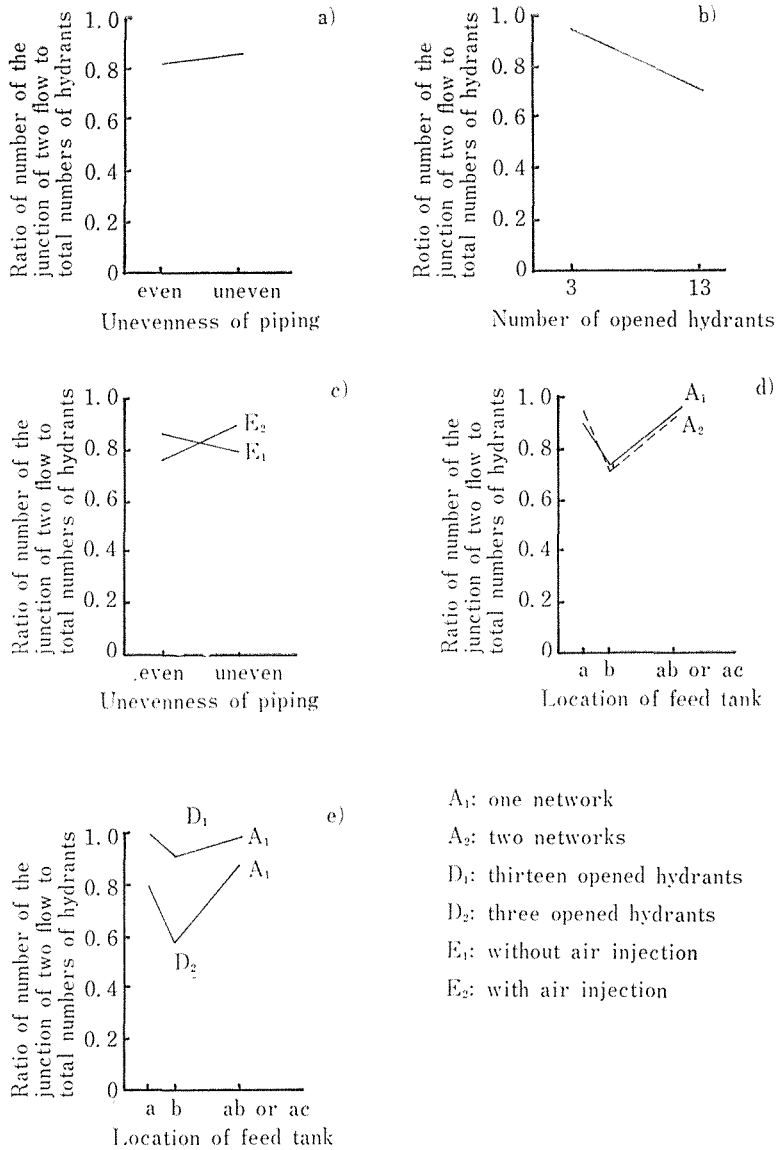 a)
Ratio of number of the
junction of two flow to
total numbers of hydrants
1.0
0.8
0.6
0.4
0.2
0
even uneven
Unevenness of piping
b)
Rotio of number of the
junction of two flow to
total numbers of hydrants
1.0
0.8
0.6
0.4
0.2
0
3 13
Number of opened hydrants
c)
Ratio of number of the
junction of two flow to
total numbers of hydrants
1.0
0.8
0.6
0.4
0.2
0
E₂
E₁
.even uneven
Unevenness of piping
d)
Ratio of number of the
junction of two flow to
total numbers of hydrants
1.0
0.8
0.6
0.4
0.2
0
A₁
A₂
a b ab or ac
Location of feed tank
e)
Ratio of number of the
junction of two flow to
total numbers of hydrants
1.0
0.8
0.6
0.4
0.2
0
D₁
A₁
A₁
D₂
a b ab or ac
Location of feed tank
A₁: one network
A₂: two networks
D₁: thirteen opened hydrants
D₂: three opened hydrants
E₁: without air injection
E₂: with air injection